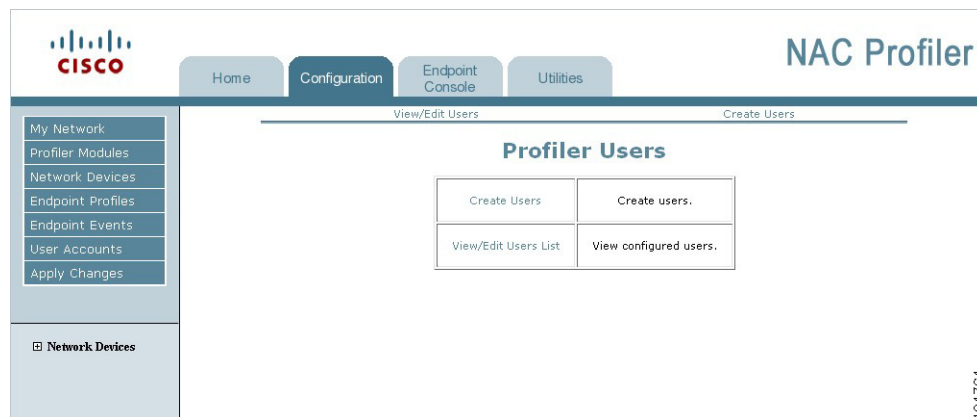 CISCO
NAC Profiler
Home
Configuration
Endpoint
Console
Utilities
My Network
Profiler Modules
Network Devices
Endpoint Profiles
Endpoint Events
User Accounts
Apply Changes
Network Devices
View/Edit Users
Create Users
Profiler Users
Create Users
Create users.
View/Edit Users List
View configured users.